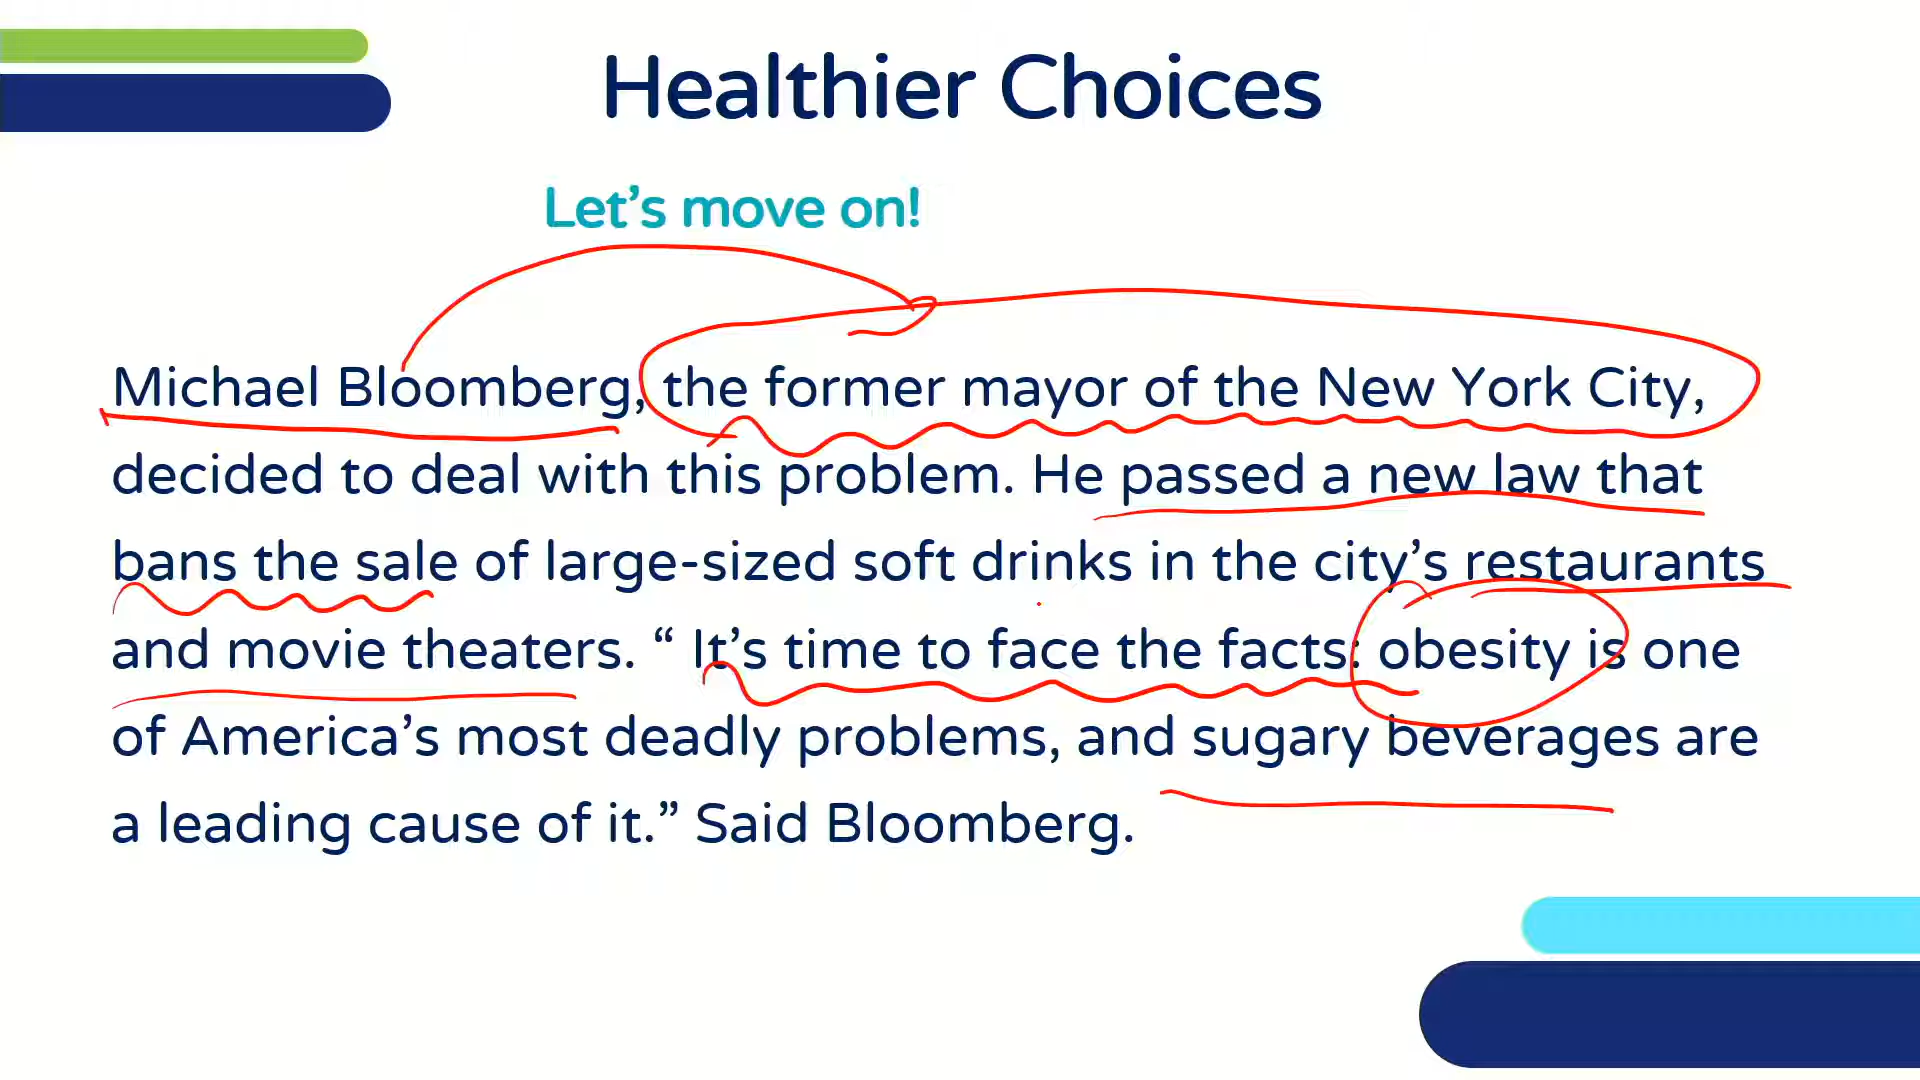 Healthier Choices
Let’s move on!
Michael Bloomberg, the former mayor of the New York City,
decided to deal with this problem. He passed a new law that
bans the sale of large-sized soft drinks in the city’s restaurants
and movie theaters. “ It’s time to face the facts: obesity is one
of America’s most deadly problems, and sugary beverages are
a leading cause of it.” Said Bloomberg.